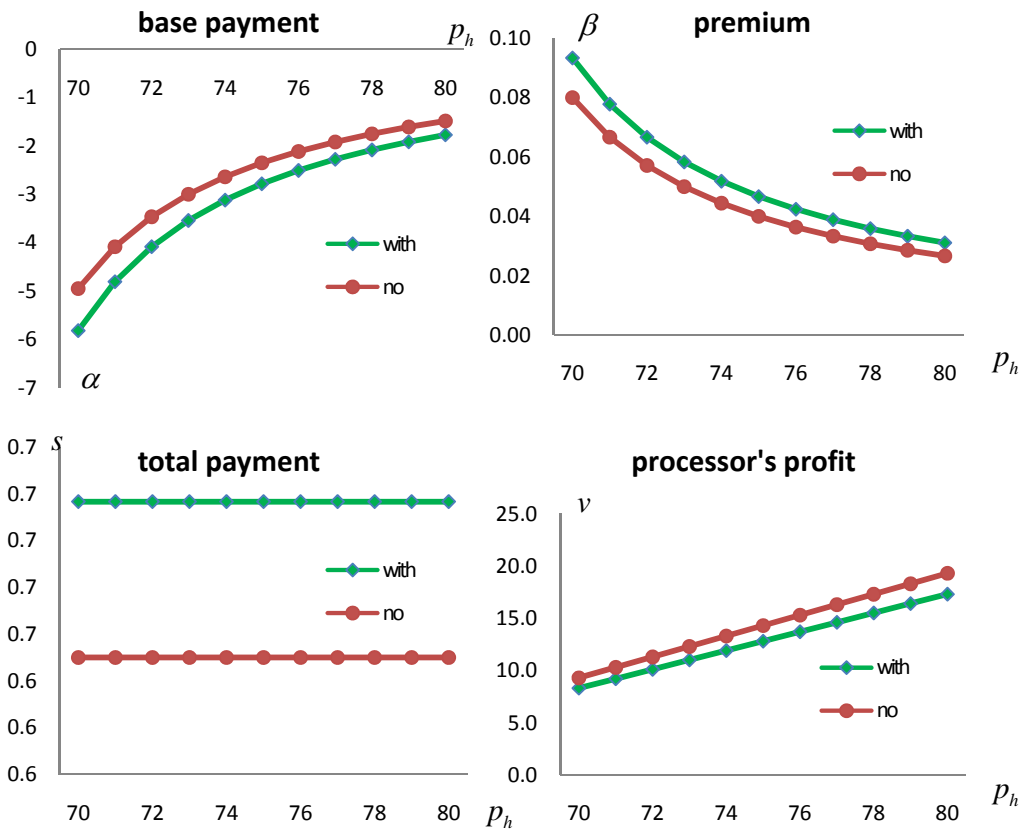 base payment
p_h
0
-1
-2
-3
-4
-5
-6
-7
70 72 74 76 78 80
with
no
α
premium
β
0.10
0.08
0.06
0.04
0.02
0.00
with
no
70 72 74 76 78 80
p_h
total payment
s
0.7
0.7
0.7
0.7
0.7
0.6
0.6
0.6
with
no
70 72 74 76 78 80
p_h
processor's profit
v
25.0
20.0
15.0
10.0
5.0
0.0
with
no
70 72 74 76 78 80
p_h